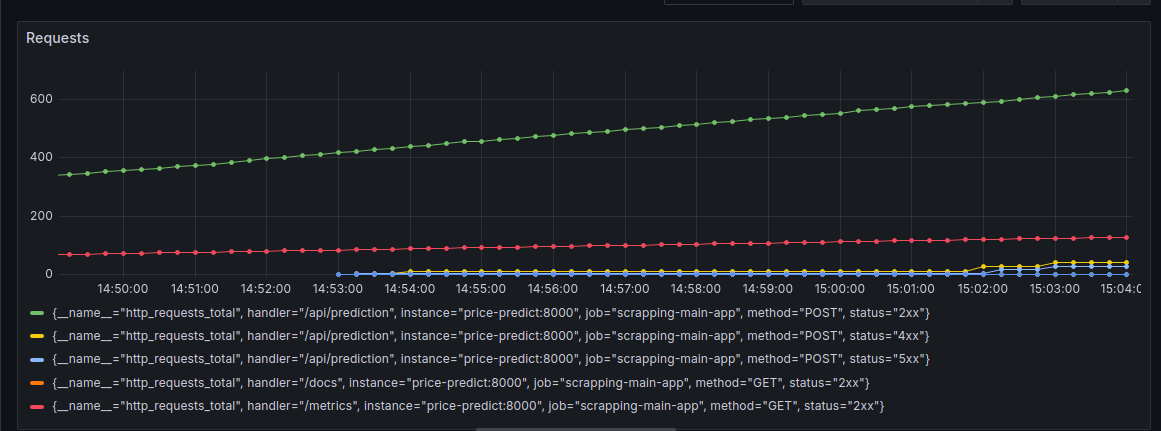 Requests
600
400
200
0
14:50:00 14:51:00 14:52:00 14:53:00 14:54:00 14:55:00 14:56:00 14:57:00 14:58:00 14:59:00 15:00:00 15:01:00 15:02:00 15:03:00 15:04:0
{__name__="http_requests_total", handler="/api/prediction", instance="price-predict:8000", job="scrapping-main-app", method="POST", status="2xx"}
{__name__="http_requests_total", handler="/api/prediction", instance="price-predict:8000", job="scrapping-main-app", method="POST", status="4xx"}
{__name__="http_requests_total", handler="/api/prediction", instance="price-predict:8000", job="scrapping-main-app", method="POST", status="5xx"}
{__name__="http_requests_total", handler="/docs", instance="price-predict:8000", job="scrapping-main-app", method="GET", status="2xx"}
{__name__="http_requests_total", handler="/metrics", instance="price-predict:8000", job="scrapping-main-app", method="GET", status="2xx"}